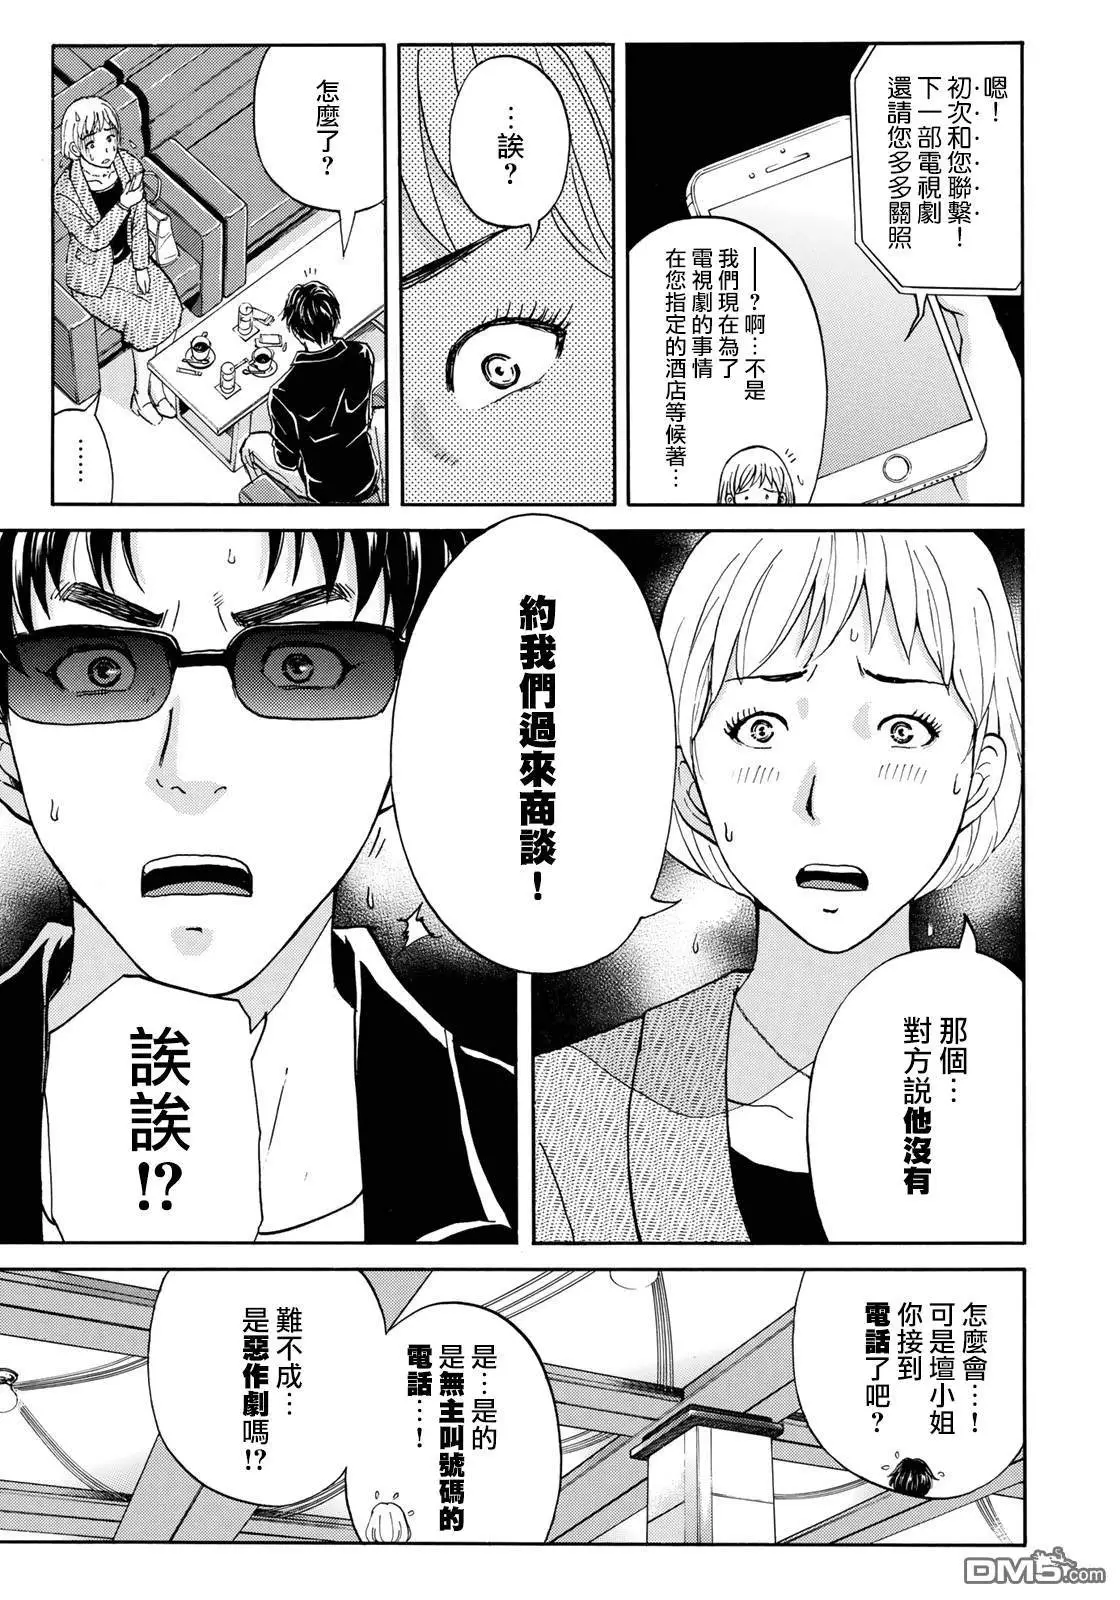 嗯！
初次和您聯繫！
下一部電視劇
還請您多多關照
——？啊…不是
我們現在為了
電視劇的事情
在您指定的酒店等候著…
…誒？
怎麼了？
……
那個…
對方說他沒有
約我們過來商談！
誒誒!?
怎麼會…！
可是壇小姐
你接到
電話了吧？
是…是的
是無主叫號碼的
電話…！
難不成…
是惡作劇嗎!?
DM5.com